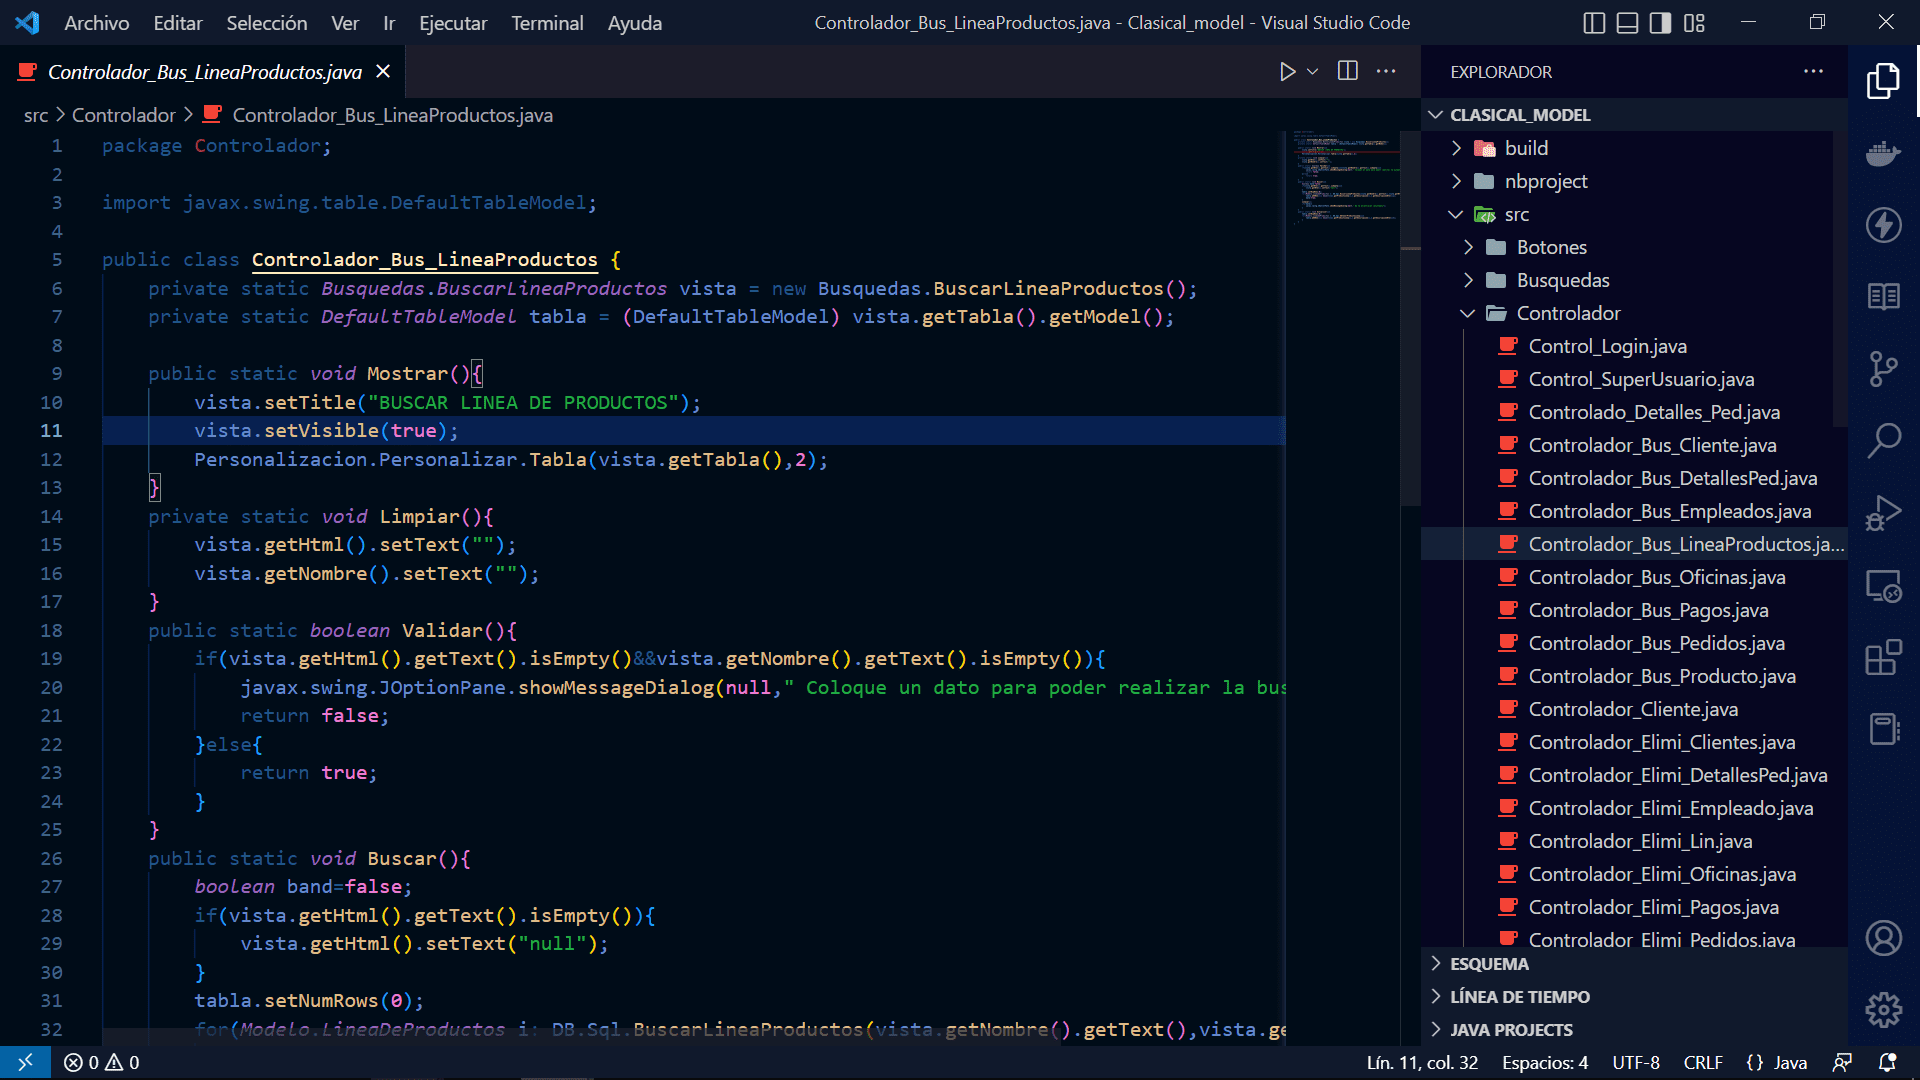 Archivo Editar Selección Ver Ir Ejecutar Terminal Ayuda
Controlador_Bus_LineaProductos.java - Clasical_model - Visual Studio Code
Controlador_Bus_LineaProductos.java
src > Controlador > Controlador_Bus_LineaProductos.java
1 package Controlador;
2
3 import javax.swing.table.DefaultTableModel;
4
5 public class Controlador_Bus_LineaProductos {
6 private static Busquedas.BuscarLineaProductos vista = new Busquedas.BuscarLineaProductos();
7 private static DefaultTableModel tabla = (DefaultTableModel) vista.getTabla().getModel();
8
9 public static void Mostrar(){
10 vista.setTitle("BUSCAR LINEA DE PRODUCTOS");
11 vista.setVisible(true);
12 Personalizacion.Personalizar.Tabla(vista.getTabla(),2);
13 }
14 private static void Limpiar(){
15 vista.getHtml().setText("");
16 vista.getNombre().setText("");
17 }
18 public static boolean Validar(){
19 if(vista.getHtml().getText().isEmpty()&&vista.getNombre().getText().isEmpty()){
20 javax.swing.JOptionPane.showMessageDialog(null," Coloque un dato para poder realizar la bus
21 return false;
22 }else{
23 return true;
24 }
25 }
26 public static void Buscar(){
27 boolean band=false;
28 if(vista.getHtml().getText().isEmpty()){
29 vista.getHtml().setText("null");
30 }
31 tabla.setNumRows(0);
32 for(Modelo.LineaDeProductos i: DB.Sql.BuscarLineaProductos(vista.getNombre().getText(),vista.ge
EXPLORADOR
CLASICAL_MODEL
build
nbproject
src
Botones
Busquedas
Controlador
Control_Login.java
Control_SuperUsuario.java
Controlado_Detalles_Ped.java
Controlador_Bus_Cliente.java
Controlador_Bus_DetallesPed.java
Controlador_Bus_Empleados.java
Controlador_Bus_LineaProductos.ja...
Controlador_Bus_Oficinas.java
Controlador_Bus_Pagos.java
Controlador_Bus_Pedidos.java
Controlador_Bus_Producto.java
Controlador_Cliente.java
Controlador_Elimi_Clientes.java
Controlador_Elimi_DetallesPed.java
Controlador_Elimi_Empleado.java
Controlador_Elimi_Lin.java
Controlador_Elimi_Oficinas.java
Controlador_Elimi_Pagos.java
Controlador_Elimi_Pedidos.java
ESQUEMA
LÍNEA DE TIEMPO
JAVA PROJECTS
0 0
Lín. 11, col. 32 Espacios: 4 UTF-8 CRLF {} Java